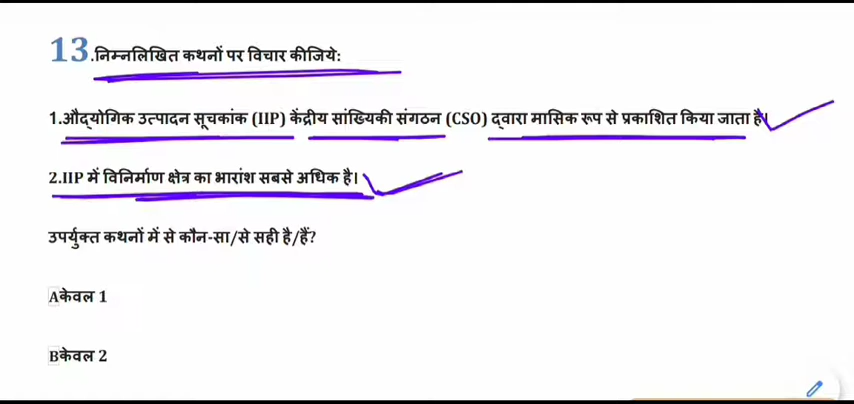 13.निम्नलिखित कथनों पर विचार कीजिये:
1.औद्योगिक उत्पादन सूचकांक (IIP) केंद्रीय सांख्यिकी संगठन (CSO) द्वारा मासिक रूप से प्रकाशित किया जाता है।
2.IIP में विनिर्माण क्षेत्र का भारांश सबसे अधिक है।
उपर्युक्त कथनों में से कौन-सा/से सही है/हैं?
Aकेवल 1
Bकेवल 2